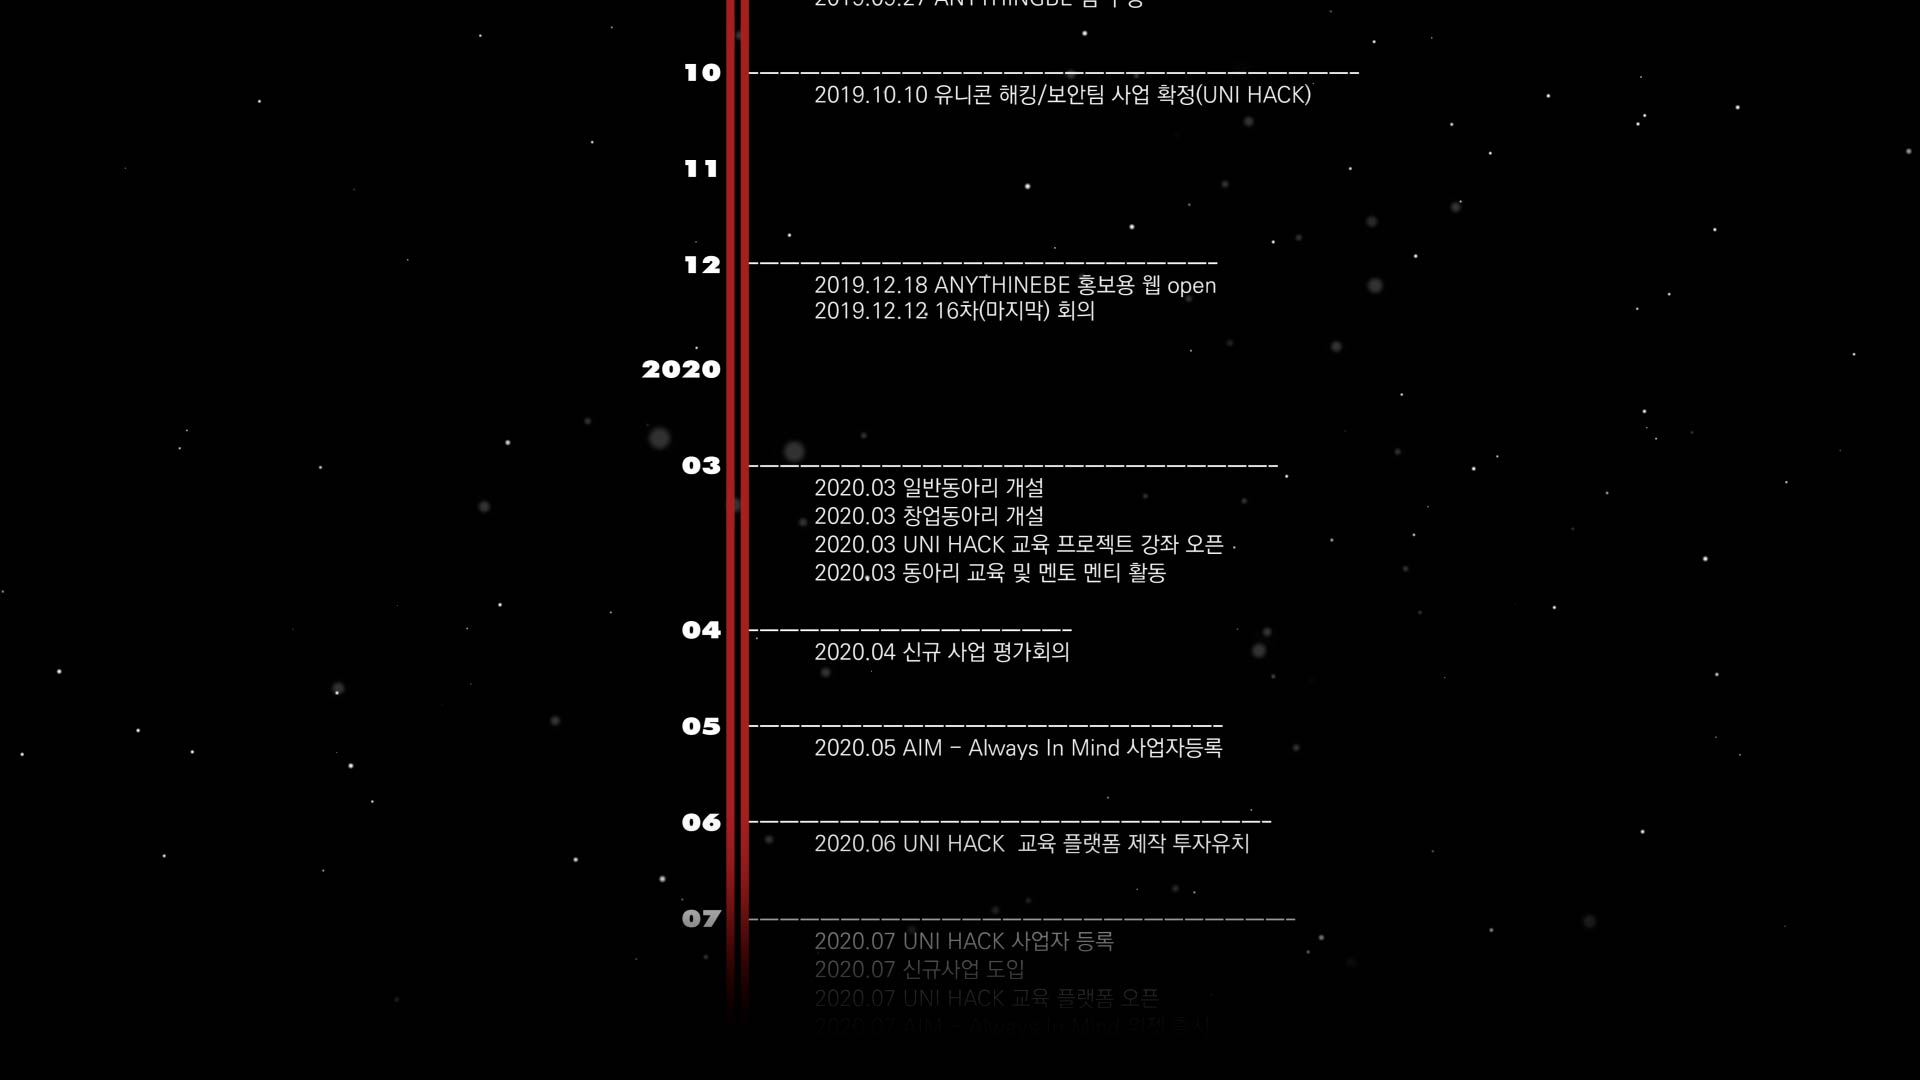 10
2019.10.10 유니콘 해킹/보안팀 사업 확정(UNI HACK)
11
12
2019.12.18 ANYTHINEBE 홍보용 웹 open
2019.12.12 16차(마지막) 회의
2020
03
2020.03 일반동아리 개설
2020.03 창업동아리 개설
2020.03 UNI HACK 교육 프로젝트 강좌 오픈
2020.03 동아리 교육 및 멘토 멘티 활동
04
2020.04 신규 사업 평가회의
05
2020.05 AIM - Always In Mind 사업자등록
06
2020.06 UNI HACK 교육 플랫폼 제작 투자유치
07
2020.07 UNI HACK 사업자 등록
2020.07 신규사업 도입
2020.07 UNI HACK 교육 플랫폼 오픈
2020.07 AIM - Always In Mind